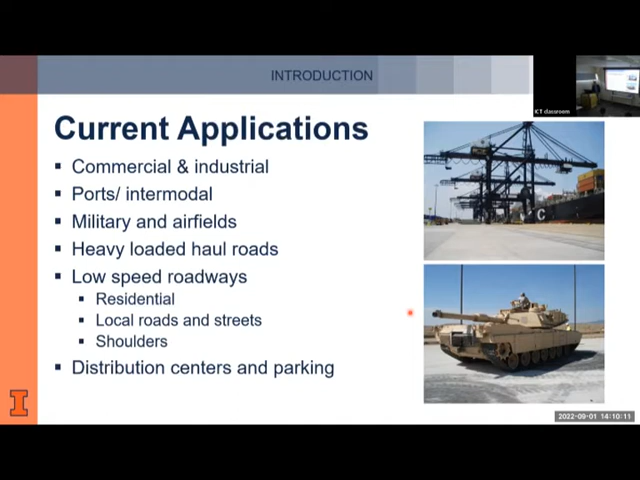 INTRODUCTION
ICT classroom
Current Applications
▪ Commercial & industrial
▪ Ports/ intermodal
▪ Military and airfields
▪ Heavy loaded haul roads
▪ Low speed roadways
▪ Residential
▪ Local roads and streets
▪ Shoulders
▪ Distribution centers and parking
C
I
2022-09-01 14:10:11